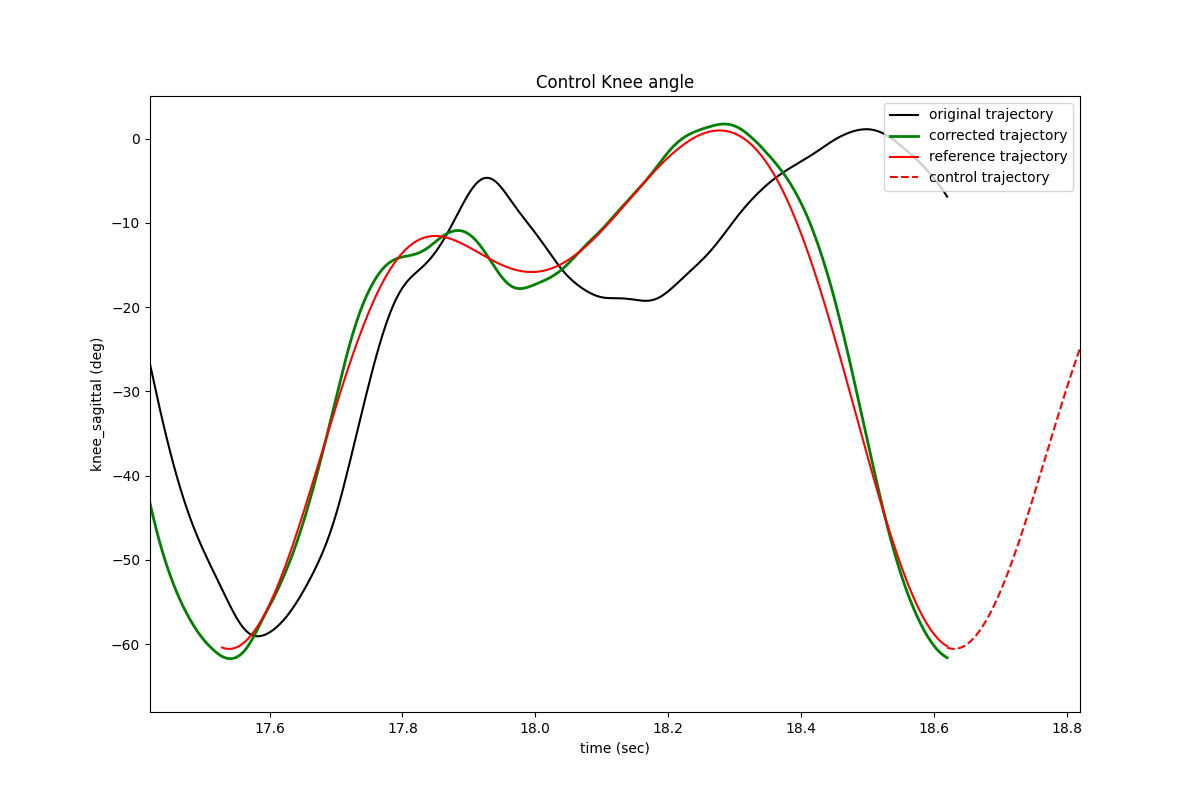 Control Knee angle
original trajectory
corrected trajectory
reference trajectory
control trajectory
knee_sagittal (deg)
0
−10
−20
−30
−40
−50
−60
17.6 17.8 18.0 18.2 18.4 18.6 18.8
time (sec)